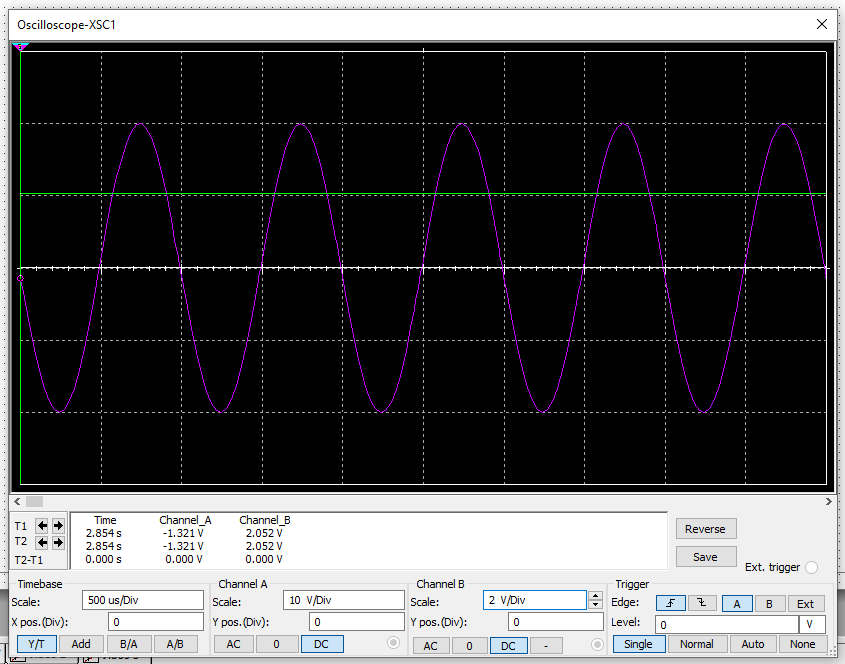 Oscilloscope-XSC1
Time Channel_A Channel_B
T1 2.854 s -1.321 V 2.052 V
T2 2.854 s -1.321 V 2.052 V
T2-T1 0.000 s 0.000 V 0.000 V
Reverse
Save
Ext. trigger
Timebase Channel A Channel B Trigger
Scale: 500 us/Div Scale: 10 V/Div Scale: 2 V/Div Edge: A B Ext
X pos.(Div): 0 Y pos.(Div): 0 Y pos.(Div): 0 Level: 0 V
Y/T Add B/A A/B AC 0 DC AC 0 DC - Single Normal Auto None